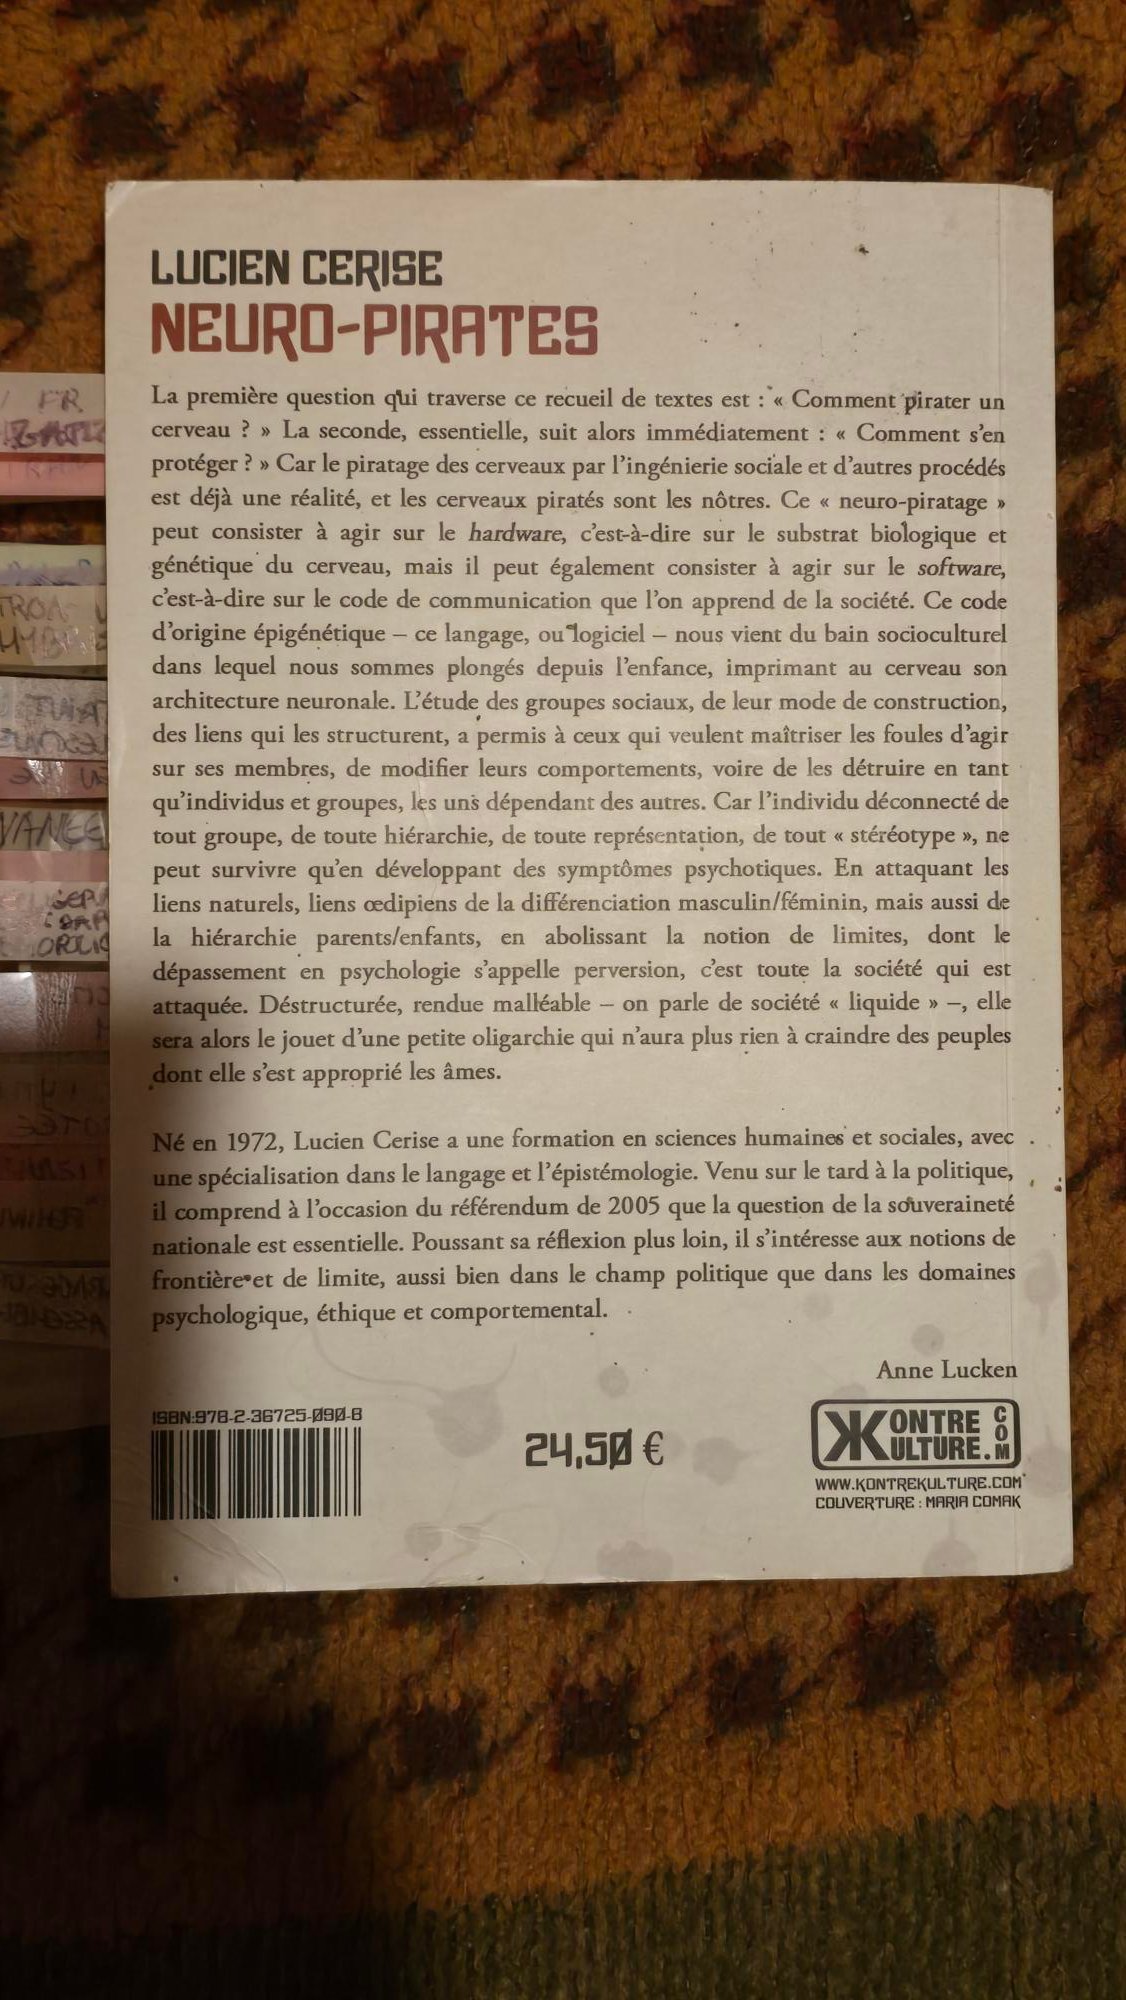 LUCIEN CERISE
NEURO-PIRATES
La première question qui traverse ce recueil de textes est : « Comment pirater un
cerveau ? » La seconde, essentielle, suit alors immédiatement : « Comment s'en
protéger ? » Car le piratage des cerveaux par l'ingénierie sociale et d'autres procédés
est déjà une réalité, et les cerveaux piratés sont les nôtres. Ce « neuro-piratage »
peut consister à agir sur le hardware, c'est-à-dire sur le substrat biologique et
génétique du cerveau, mais il peut également consister à agir sur le software,
c'est-à-dire sur le code de communication que l'on apprend de la société. Ce code
d'origine épigénétique – ce langage, ou logiciel – nous vient du bain socioculturel
dans lequel nous sommes plongés depuis l'enfance, imprimant au cerveau son
architecture neuronale. L'étude des groupes sociaux, de leur mode de construction,
des liens qui les structurent, a permis à ceux qui veulent maîtriser les foules d'agir
sur ses membres, de modifier leurs comportements, voire de les détruire en tant
qu'individus et groupes, les uns dépendant des autres. Car l'individu déconnecté de
tout groupe, de toute hiérarchie, de toute représentation, de tout « stéréotype », ne
peut survivre qu'en développant des symptômes psychotiques. En attaquant les
liens naturels, liens œdipiens de la différenciation masculin/féminin, mais aussi de
la hiérarchie parents/enfants, en abolissant la notion de limites, dont le
dépassement en psychologie s'appelle perversion, c'est toute la société qui est
attaquée. Déstructurée, rendue malléable – on parle de société « liquide » –, elle
sera alors le jouet d'une petite oligarchie qui n'aura plus rien à craindre des peuples
dont elle s'est approprié les âmes.
Né en 1972, Lucien Cerise a une formation en sciences humaines et sociales, avec
une spécialisation dans le langage et l'épistémologie. Venu sur le tard à la politique,
il comprend à l'occasion du référendum de 2005 que la question de la souveraineté
nationale est essentielle. Poussant sa réflexion plus loin, il s'intéresse aux notions de
frontière et de limite, aussi bien dans le champ politique que dans les domaines
psychologique, éthique et comportemental.
Anne Lucken
ISBN:978-2-36725-090-8
24,50 €
KONTRE
KULTURE.COM
WWW.KONTREKULTURE.COM
COUVERTURE : MARIA COMAK
FR